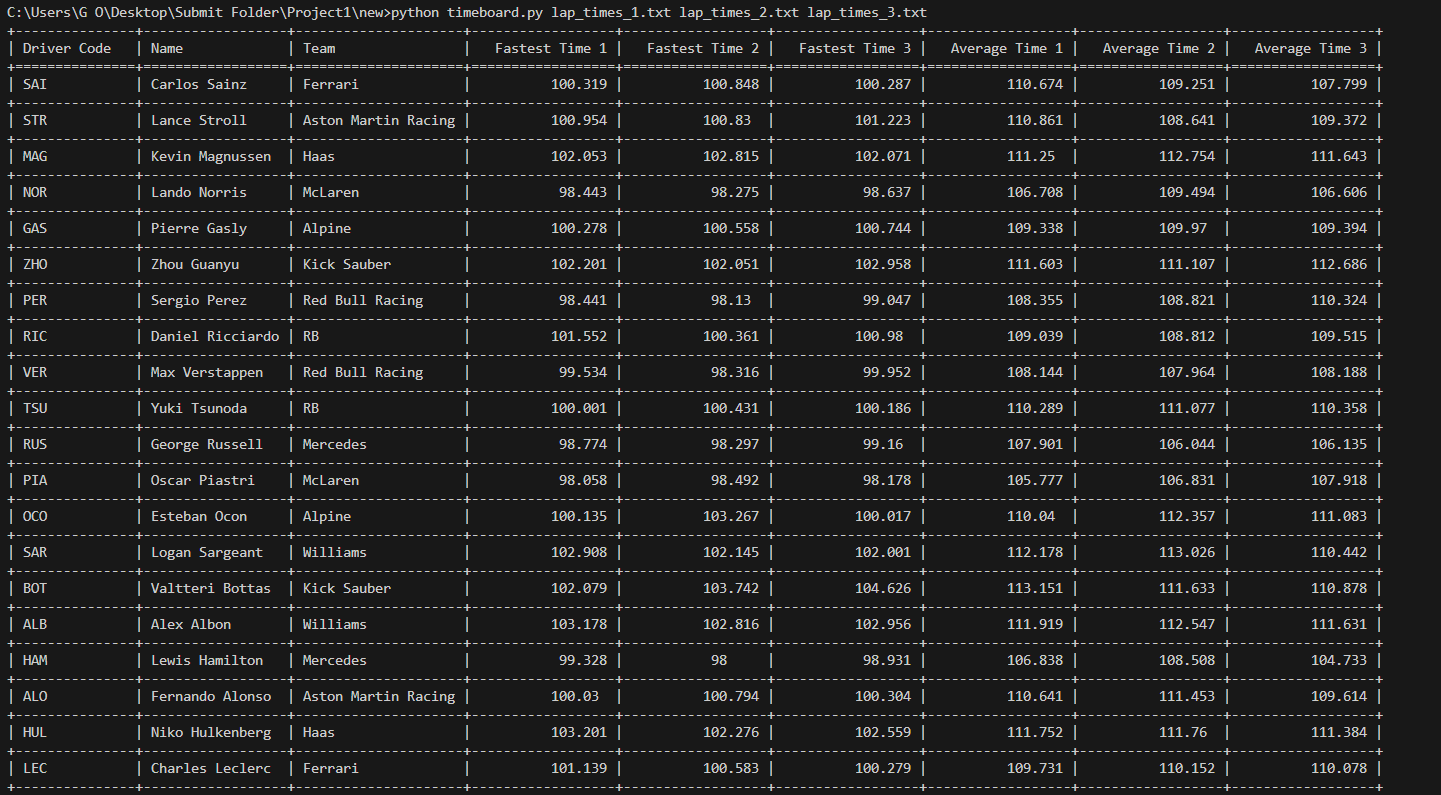 C:\Users\G O\Desktop\Submit Folder\Project1\new>python timeboard.py lap_times_1.txt lap_times_2.txt lap_times_3.txt
+---------------+------------------+---------------------+------------------+------------------+------------------+------------------+------------------+------------------+
| Driver Code   | Name             | Team                |   Fastest Time 1 |   Fastest Time 2 |   Fastest Time 3 |   Average Time 1 |   Average Time 2 |   Average Time 3 |
+===============+==================+=====================+==================+==================+==================+==================+==================+==================+
| SAI           | Carlos Sainz     | Ferrari             |          100.319 |          100.848 |          100.287 |          110.674 |          109.251 |          107.799 |
+---------------+------------------+---------------------+------------------+------------------+------------------+------------------+------------------+------------------+
| STR           | Lance Stroll     | Aston Martin Racing |          100.954 |          100.83  |          101.223 |          110.861 |          108.641 |          109.372 |
+---------------+------------------+---------------------+------------------+------------------+------------------+------------------+------------------+------------------+
| MAG           | Kevin Magnussen  | Haas                |          102.053 |          102.815 |          102.071 |          111.25  |          112.754 |          111.643 |
+---------------+------------------+---------------------+------------------+------------------+------------------+------------------+------------------+------------------+
| NOR           | Lando Norris     | McLaren             |           98.443 |           98.275 |           98.637 |          106.708 |          109.494 |          106.606 |
+---------------+------------------+---------------------+------------------+------------------+------------------+------------------+------------------+------------------+
| GAS           | Pierre Gasly     | Alpine              |          100.278 |          100.558 |          100.744 |          109.338 |          109.97  |          109.394 |
+---------------+------------------+---------------------+------------------+------------------+------------------+------------------+------------------+------------------+
| ZHO           | Zhou Guanyu      | Kick Sauber         |          102.201 |          102.051 |          102.958 |          111.603 |          111.107 |          112.686 |
+---------------+------------------+---------------------+------------------+------------------+------------------+------------------+------------------+------------------+
| PER           | Sergio Perez     | Red Bull Racing     |           98.441 |           98.13  |           99.047 |          108.355 |          108.821 |          110.324 |
+---------------+------------------+---------------------+------------------+------------------+------------------+------------------+------------------+------------------+
| RIC           | Daniel Ricciardo | RB                  |          101.552 |          100.361 |          100.98  |          109.039 |          108.812 |          109.515 |
+---------------+------------------+---------------------+------------------+------------------+------------------+------------------+------------------+------------------+
| VER           | Max Verstappen   | Red Bull Racing     |           99.534 |           98.316 |           99.952 |          108.144 |          107.964 |          108.188 |
+---------------+------------------+---------------------+------------------+------------------+------------------+------------------+------------------+------------------+
| TSU           | Yuki Tsunoda     | RB                  |          100.001 |          100.431 |          100.186 |          110.289 |          111.077 |          110.358 |
+---------------+------------------+---------------------+------------------+------------------+------------------+------------------+------------------+------------------+
| RUS           | George Russell   | Mercedes            |           98.774 |           98.297 |           99.16  |          107.901 |          106.044 |          106.135 |
+---------------+------------------+---------------------+------------------+------------------+------------------+------------------+------------------+------------------+
| PIA           | Oscar Piastri    | McLaren             |           98.058 |           98.492 |           98.178 |          105.777 |          106.831 |          107.918 |
+---------------+------------------+---------------------+------------------+------------------+------------------+------------------+------------------+------------------+
| OCO           | Esteban Ocon     | Alpine              |          100.135 |          103.267 |          100.017 |          110.04  |          112.357 |          111.083 |
+---------------+------------------+---------------------+------------------+------------------+------------------+------------------+------------------+------------------+
| SAR           | Logan Sargeant   | Williams            |          102.908 |          102.145 |          102.001 |          112.178 |          113.026 |          110.442 |
+---------------+------------------+---------------------+------------------+------------------+------------------+------------------+------------------+------------------+
| BOT           | Valtteri Bottas  | Kick Sauber         |          102.079 |          103.742 |          104.626 |          113.151 |          111.633 |          110.878 |
+---------------+------------------+---------------------+------------------+------------------+------------------+------------------+------------------+------------------+
| ALB           | Alex Albon       | Williams            |          103.178 |          102.816 |          102.956 |          111.919 |          112.547 |          111.631 |
+---------------+------------------+---------------------+------------------+------------------+------------------+------------------+------------------+------------------+
| HAM           | Lewis Hamilton   | Mercedes            |           99.328 |           98     |           98.931 |          106.838 |          108.508 |          104.733 |
+---------------+------------------+---------------------+------------------+------------------+------------------+------------------+------------------+------------------+
| ALO           | Fernando Alonso  | Aston Martin Racing |          100.03  |          100.794 |          100.304 |          110.641 |          111.453 |          109.614 |
+---------------+------------------+---------------------+------------------+------------------+------------------+------------------+------------------+------------------+
| HUL           | Niko Hulkenberg  | Haas                |          103.201 |          102.276 |          102.559 |          111.752 |          111.76  |          111.384 |
+---------------+------------------+---------------------+------------------+------------------+------------------+------------------+------------------+------------------+
| LEC           | Charles Leclerc  | Ferrari             |          101.139 |          100.583 |          100.279 |          109.731 |          110.152 |          110.078 |
+---------------+------------------+---------------------+------------------+------------------+------------------+------------------+------------------+------------------+